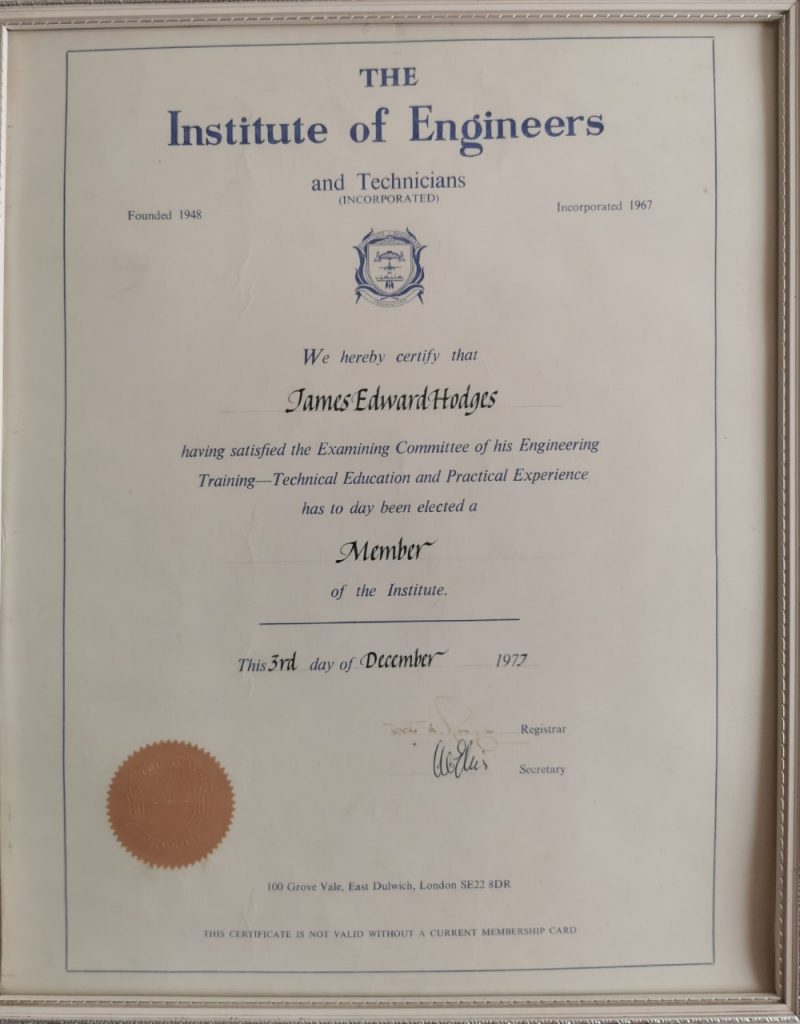 THE
Institute of Engineers
and Technicians
(INCORPORATED)
Founded 1948
Incorporated 1967
We hereby certify that
James Edward Hodges
having satisfied the Examining Committee of his Engineering
Training—Technical Education and Practical Experience
has to day been elected a
Member
of the Institute.
This 3rd day of December 1977
Registrar
Secretary
100 Grove Vale, East Dulwich, London SE22 8DR
THIS CERTIFICATE IS NOT VALID WITHOUT A CURRENT MEMBERSHIP CARD